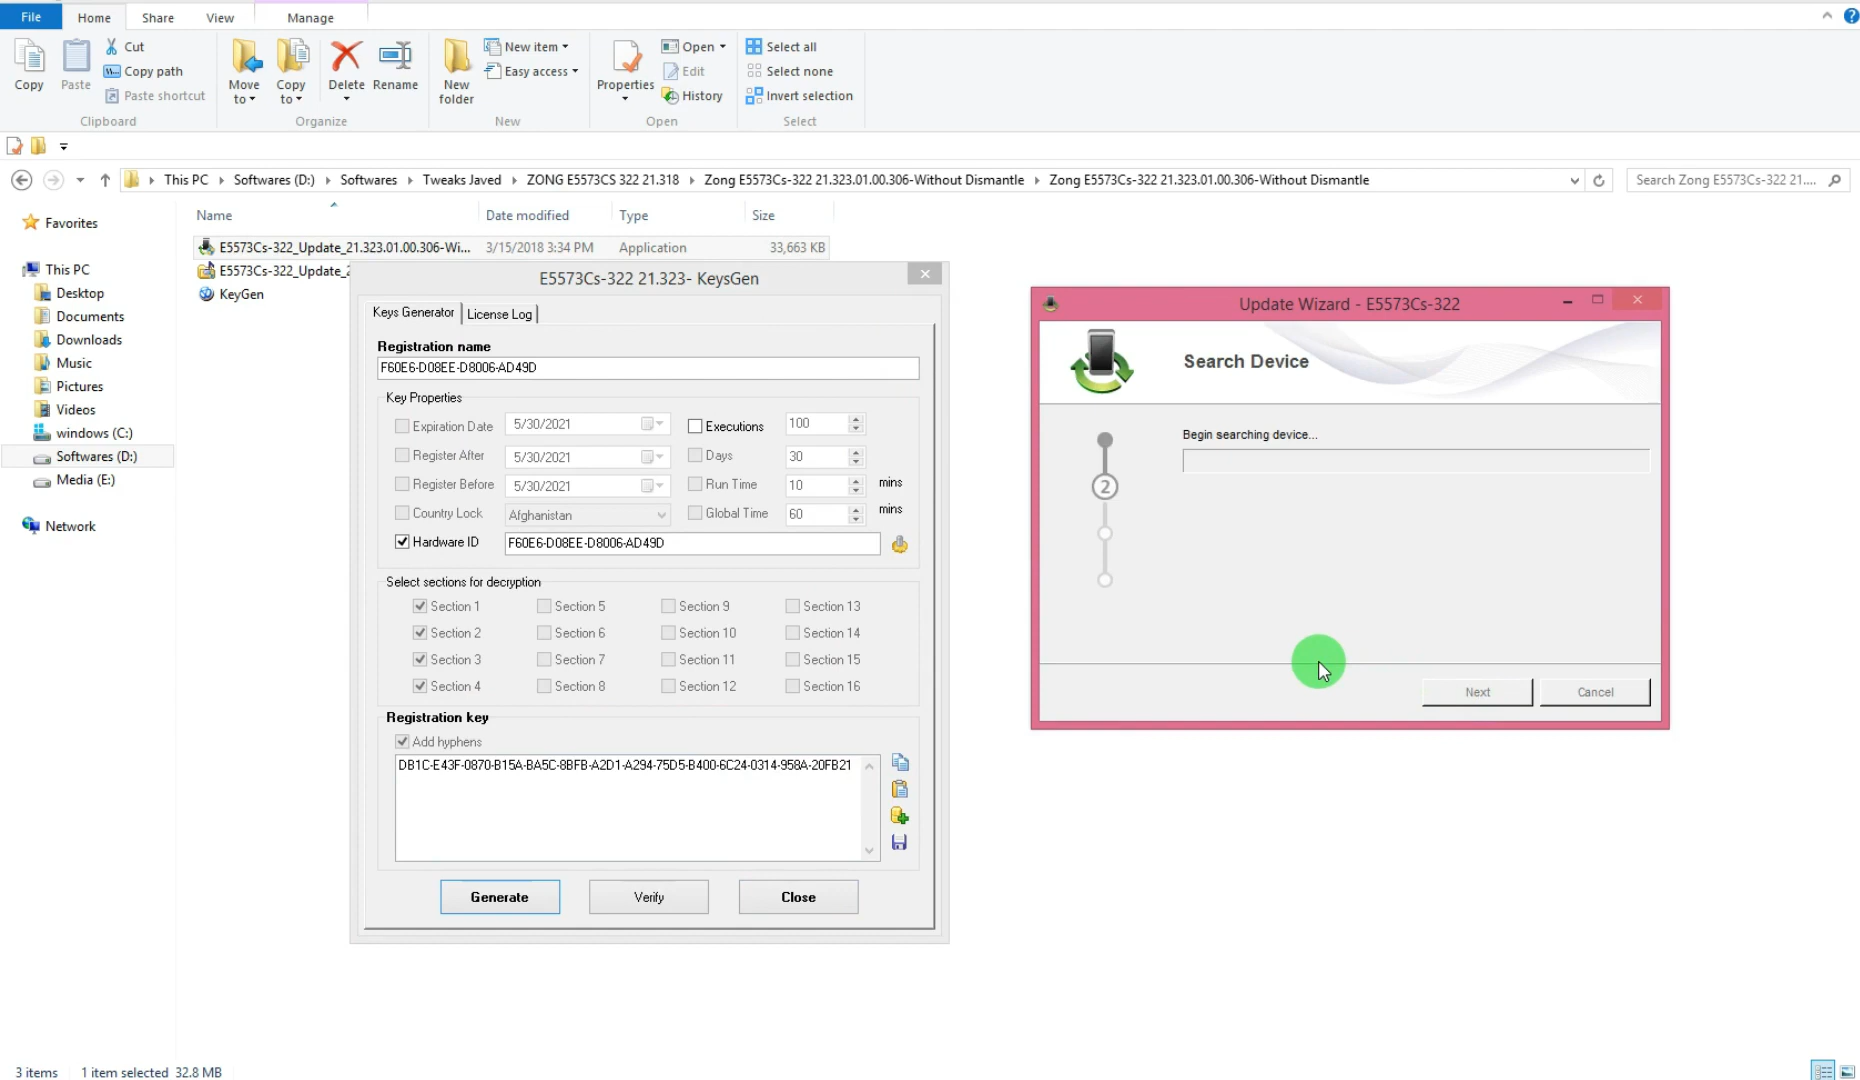 File Home Share View Manage
Copy
Paste
Cut
Copy path
Paste shortcut
Clipboard
Move to
Copy to
Delete
Rename
Organize
New folder
New item
Easy access
New
Properties
Open
Edit
History
Open
Select all
Select none
Invert selection
Select
This PC Softwares (D:) Softwares Tweaks Javed ZONG E5573CS 322 21.318 Zong E5573Cs-322 21.323.01.00.306-Without Dismantle Zong E5573Cs-322 21.323.01.00.306-Without Dismantle
Search Zong E5573Cs-322 21....
Favorites
This PC
Desktop
Documents
Downloads
Music
Pictures
Videos
windows (C:)
Softwares (D:)
Media (E:)
Network
Name Date modified Type Size
E5573Cs-322_Update_21.323.01.00.306-Wi... 3/15/2018 3:34 PM Application 33,663 KB
E5573Cs-322_Update_2
KeyGen
E5573Cs-322 21.323- KeysGen
Keys Generator License Log
Registration name
F60E6-D08EE-D8006-AD49D
Key Properties
Expiration Date 5/30/2021 Executions 100
Register After 5/30/2021 Days 30
Register Before 5/30/2021 Run Time 10 mins
Country Lock Afghanistan Global Time 60 mins
Hardware ID F60E6-D08EE-D8006-AD49D
Select sections for decryption
Section 1 Section 5 Section 9 Section 13
Section 2 Section 6 Section 10 Section 14
Section 3 Section 7 Section 11 Section 15
Section 4 Section 8 Section 12 Section 16
Registration key
Add hyphens
DB1C-E43F-0870-B15A-BA5C-8BFB-A2D1-A294-75D5-B400-6C24-0314-958A-20FB21
Generate Verify Close
Update Wizard - E5573Cs-322
Search Device
Begin searching device...
2
Next Cancel
3 items 1 item selected 32.8 MB